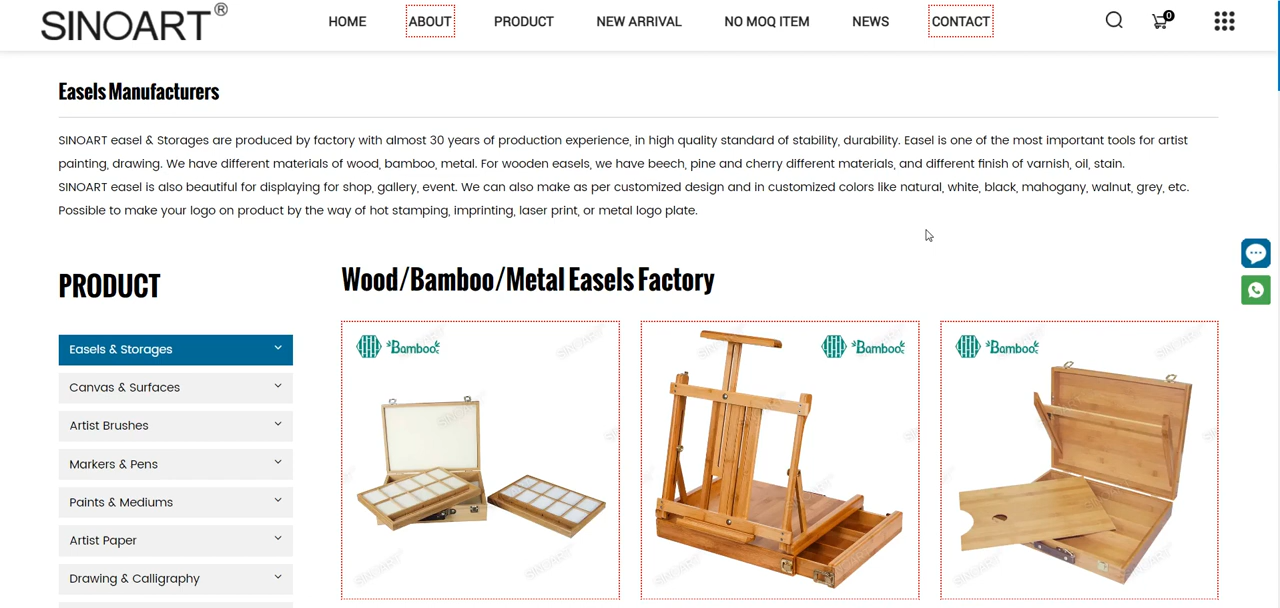 SINOART®
HOME
ABOUT
PRODUCT
NEW ARRIVAL
NO MOQ ITEM
NEWS
CONTACT
0
Easels Manufacturers
SINOART easel & Storages are produced by factory with almost 30 years of production experience, in high quality standard of stability, durability. Easel is one of the most important tools for artist
painting, drawing. We have different materials of wood, bamboo, metal. For wooden easels, we have beech, pine and cherry different materials, and different finish of varnish, oil, stain.
SINOART easel is also beautiful for displaying for shop, gallery, event. We can also make as per customized design and in customized colors like natural, white, black, mahogany, walnut, grey, etc.
Possible to make your logo on product by the way of hot stamping, imprinting, laser print, or metal logo plate.
PRODUCT
Wood/Bamboo/Metal Easels Factory
Easels & Storages
Canvas & Surfaces
Artist Brushes
Markers & Pens
Paints & Mediums
Artist Paper
Drawing & Calligraphy
Bamboo
Bamboo
Bamboo
SINOART
SINOART
SINOART